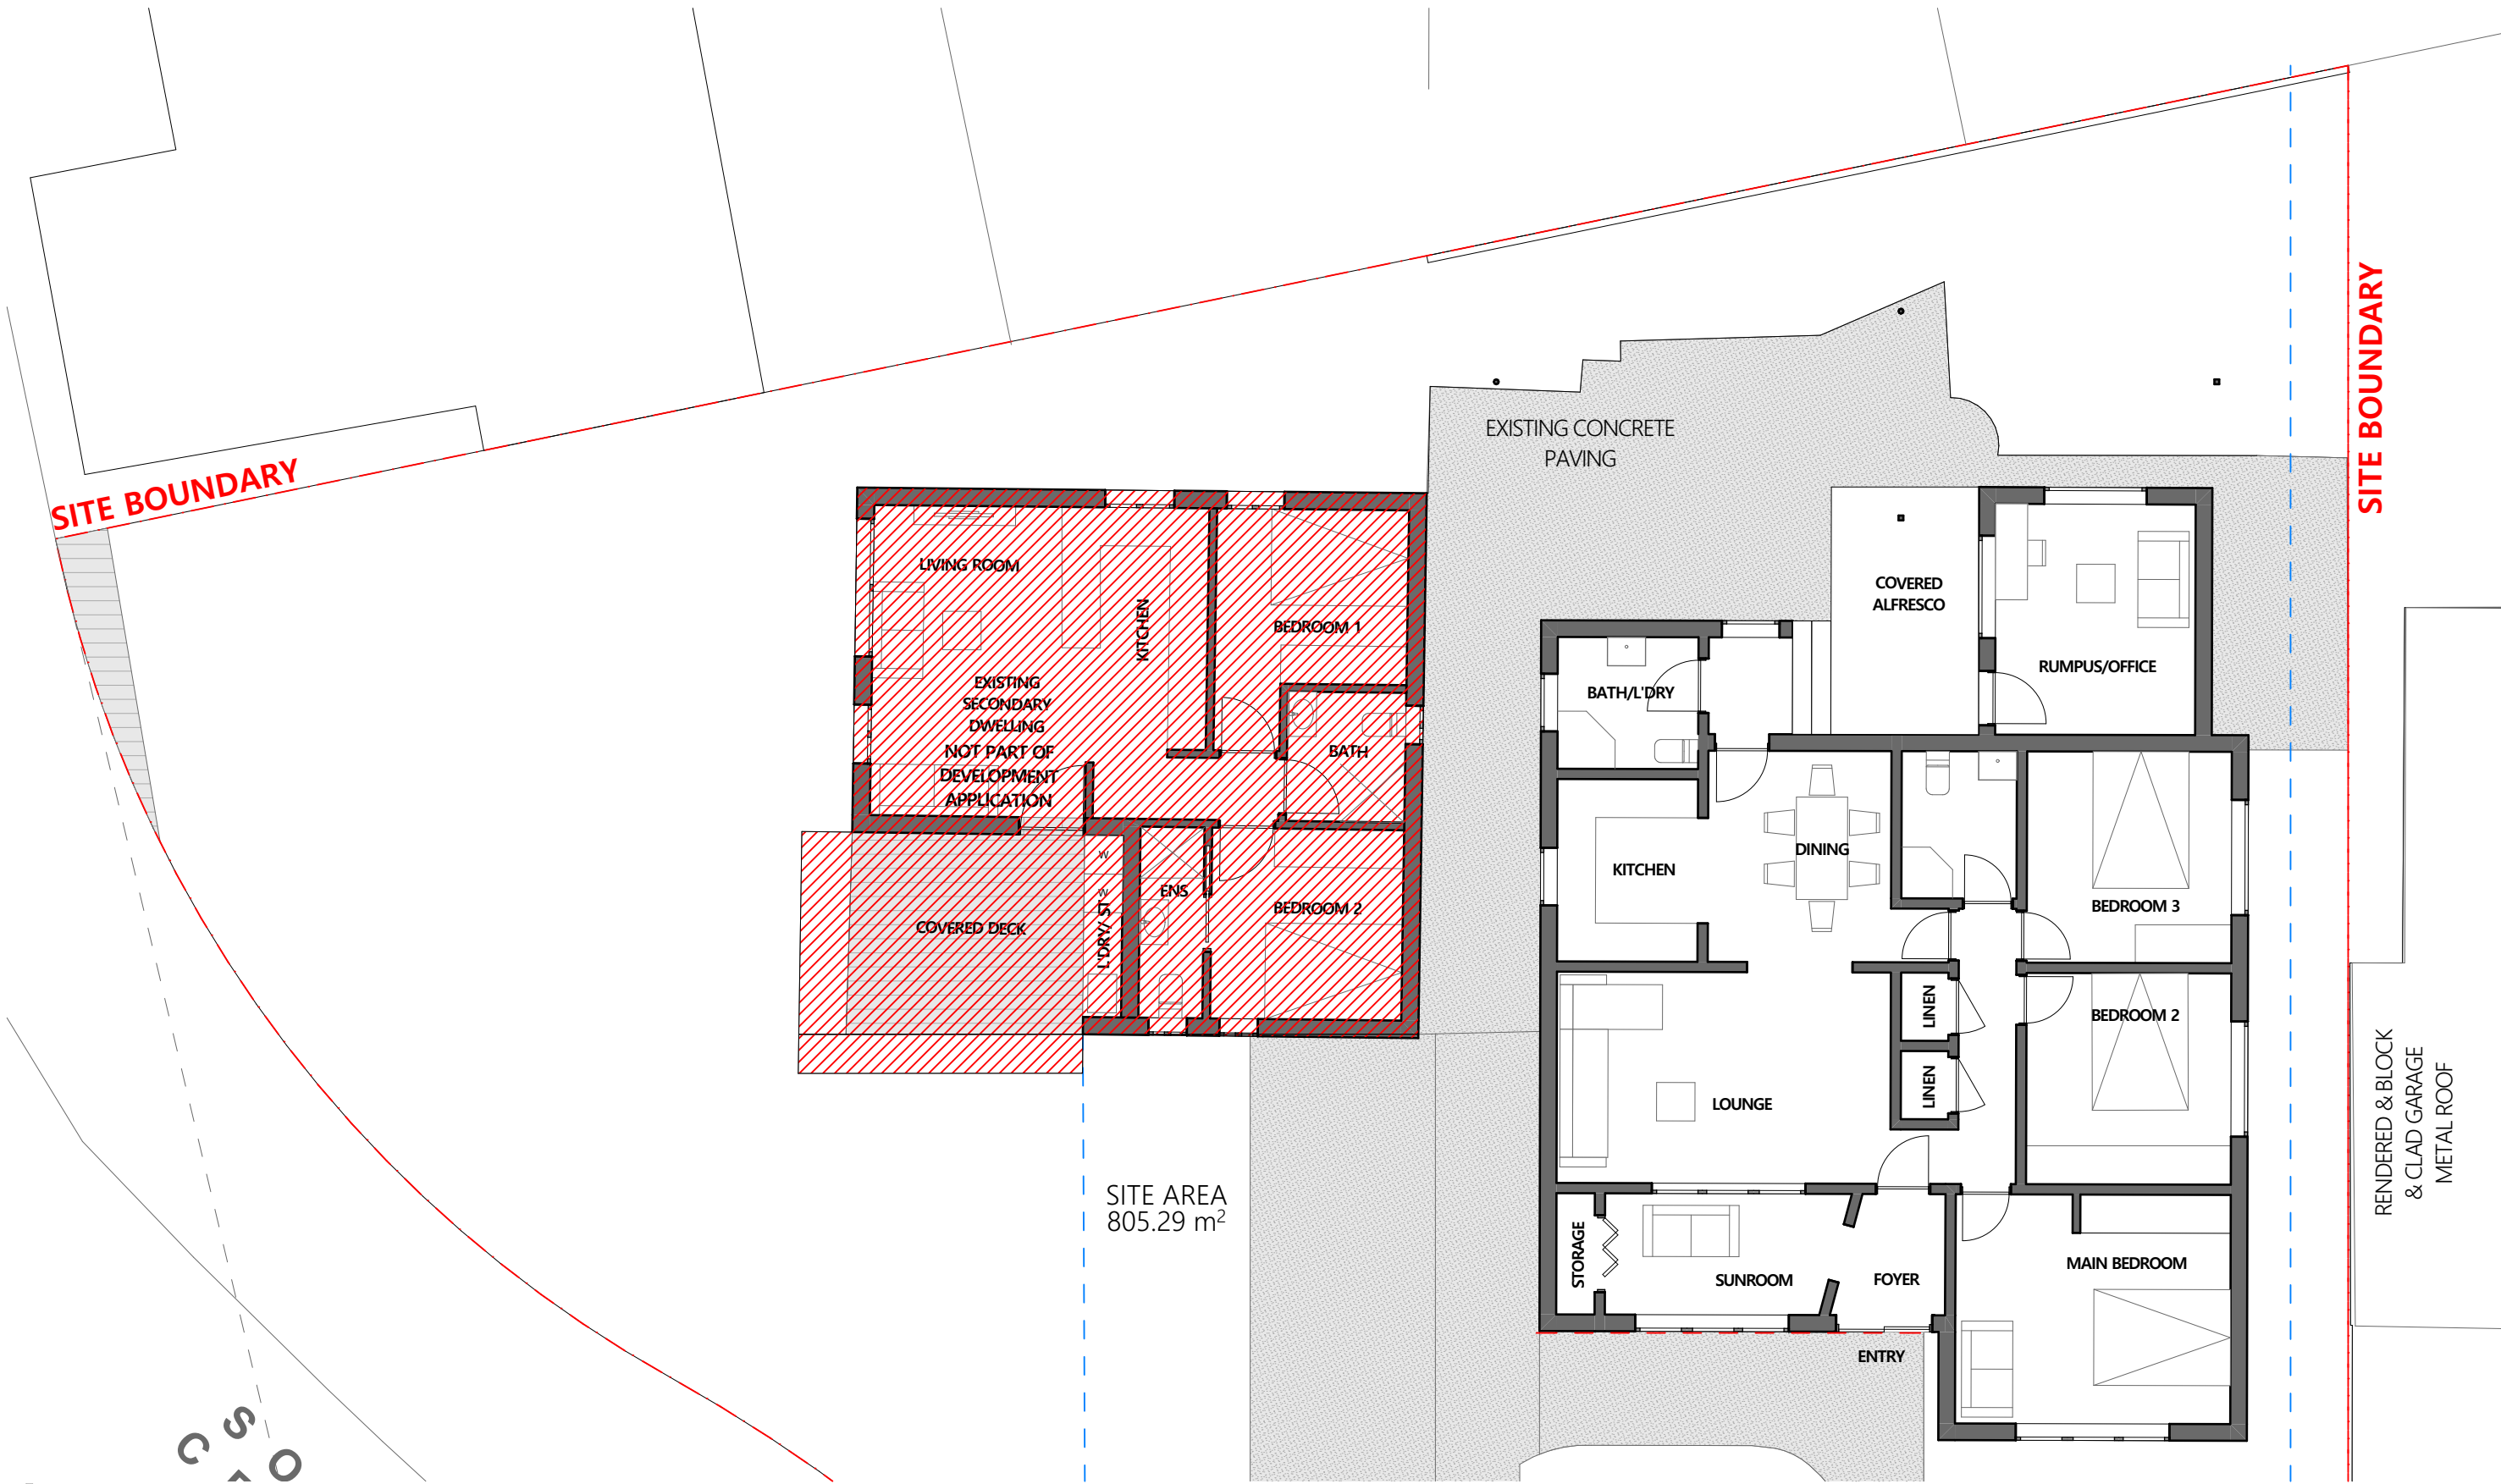 SITE BOUNDARY
SITE BOUNDARY
EXISTING CONCRETE
PAVING
LIVING ROOM
KITCHEN
BEDROOM 1
EXISTING
SECONDARY
DWELLING
NOT PART OF
DEVELOPMENT
APPLICATION
BATH
COVERED DECK
W
W
L'DRY/ ST
ENS
BEDROOM 2
COVERED
ALFRESCO
RUMPUS/OFFICE
BATH/L'DRY
KITCHEN
DINING
BEDROOM 3
LINEN
BEDROOM 2
LINEN
LOUNGE
STORAGE
SUNROOM
FOYER
MAIN BEDROOM
ENTRY
SITE AREA
805.29 m²
RENDERED & BLOCK
& CLAD GARAGE
METAL ROOF
S O
C